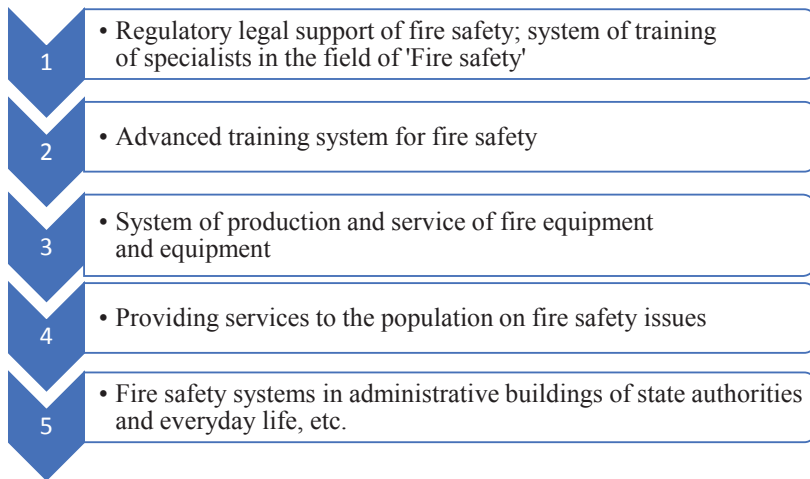 1
• Regulatory legal support of fire safety; system of training
of specialists in the field of 'Fire safety'
2
• Advanced training system for fire safety
3
• System of production and service of fire equipment
and equipment
4
• Providing services to the population on fire safety issues
5
• Fire safety systems in administrative buildings of state authorities
and everyday life, etc.